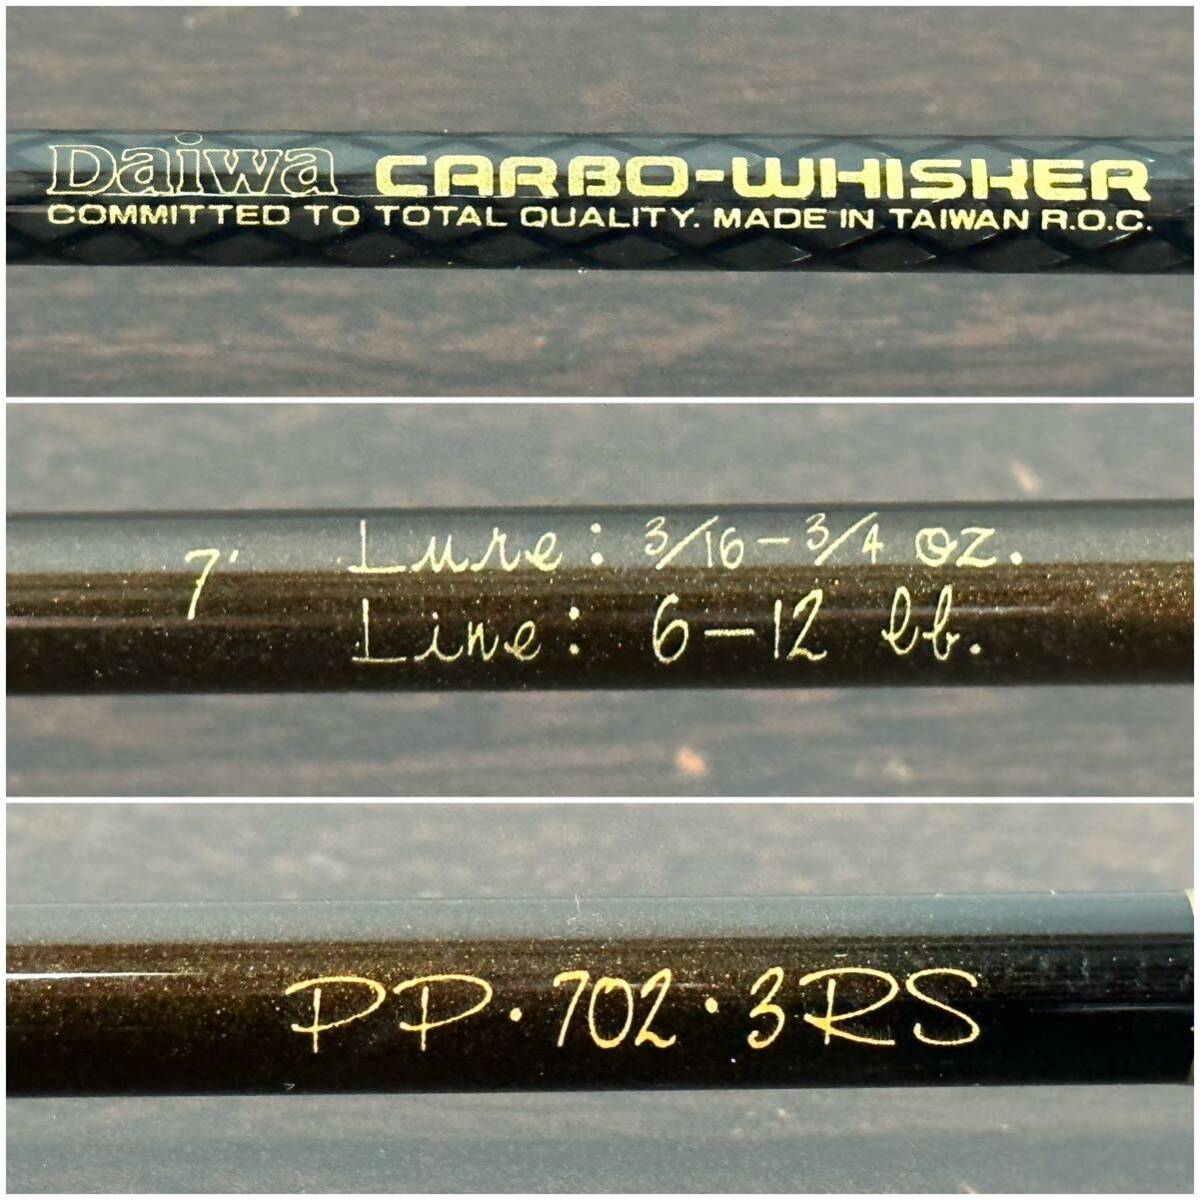 Daiwa CARBO-WHISKER
COMMITTED TO TOTAL QUALITY. MADE IN TAIWAN R.O.C.
7' Lure: 3/16-3/4 oz.
Line: 6-12 lb.
PP·702·3RS